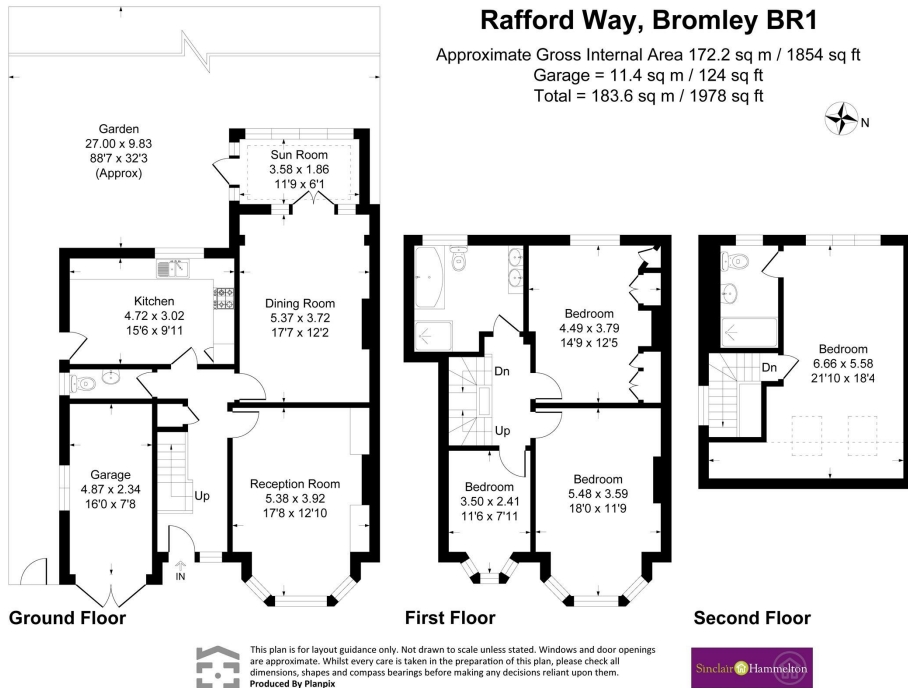 Rafford Way, Bromley BR1
Approximate Gross Internal Area 172.2 sq m / 1854 sq ft
Garage = 11.4 sq m / 124 sq ft
Total = 183.6 sq m / 1978 sq ft
N
Garden
27.00 x 9.83
88'7 x 32'3
(Approx)
Sun Room
3.58 x 1.86
11'9 x 6'1
Kitchen
4.72 x 3.02
15'6 x 9'11
Dining Room
5.37 x 3.72
17'7 x 12'2
Garage
4.87 x 2.34
16'0 x 7'8
Up
Reception Room
5.38 x 3.92
17'8 x 12'10
IN
Ground Floor
Bedroom
4.49 x 3.79
14'9 x 12'5
Dn
Up
Bedroom
3.50 x 2.41
11'6 x 7'11
Bedroom
5.48 x 3.59
18'0 x 11'9
First Floor
Bedroom
6.66 x 5.58
21'10 x 18'4
Dn
Second Floor
This plan is for layout guidance only. Not drawn to scale unless stated. Windows and door openings
are approximate. Whilst every care is taken in the preparation of this plan, please check all
dimensions, shapes and compass bearings before making any decisions reliant upon them.
Produced By Planpix
Sinclair Hammelton